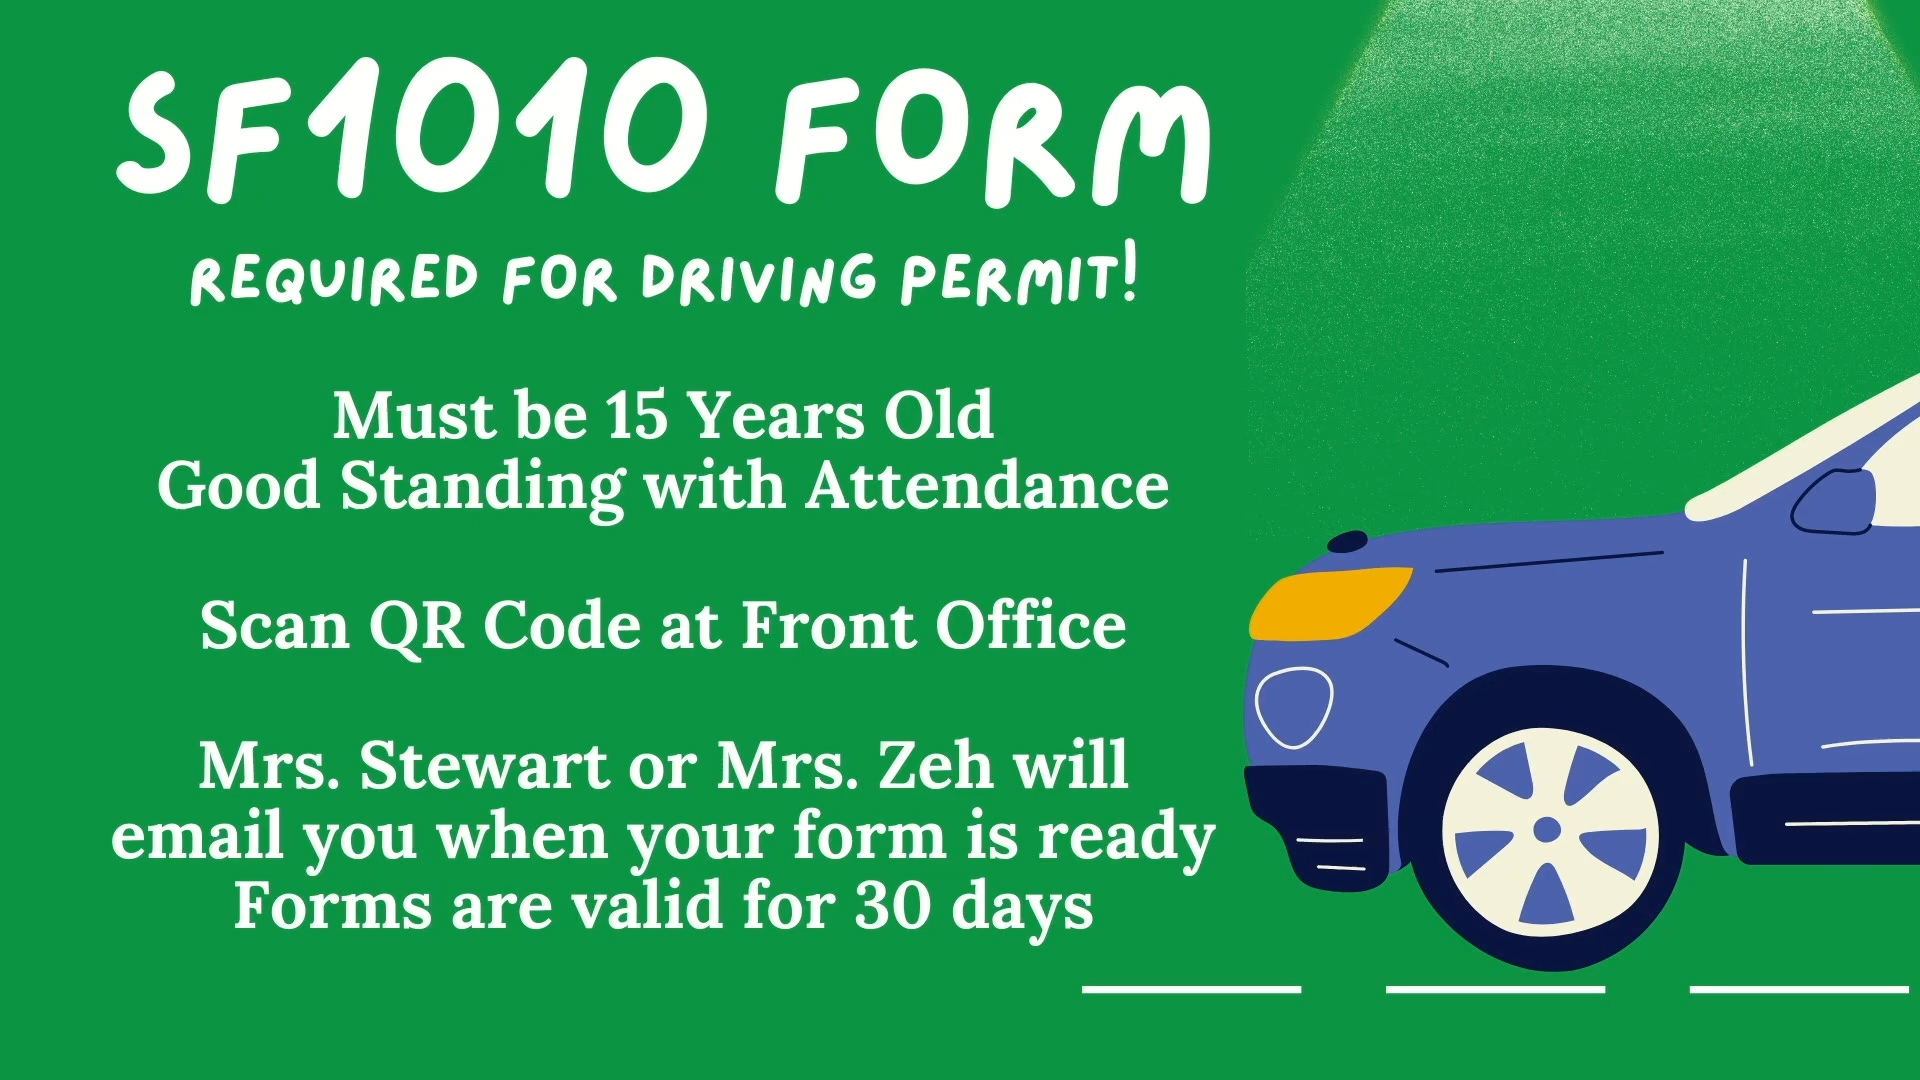 SF1010 FORM
REQUIRED FOR DRIVING PERMIT!
Must be 15 Years Old
Good Standing with Attendance
Scan QR Code at Front Office
Mrs. Stewart or Mrs. Zeh will
email you when your form is ready
Forms are valid for 30 days